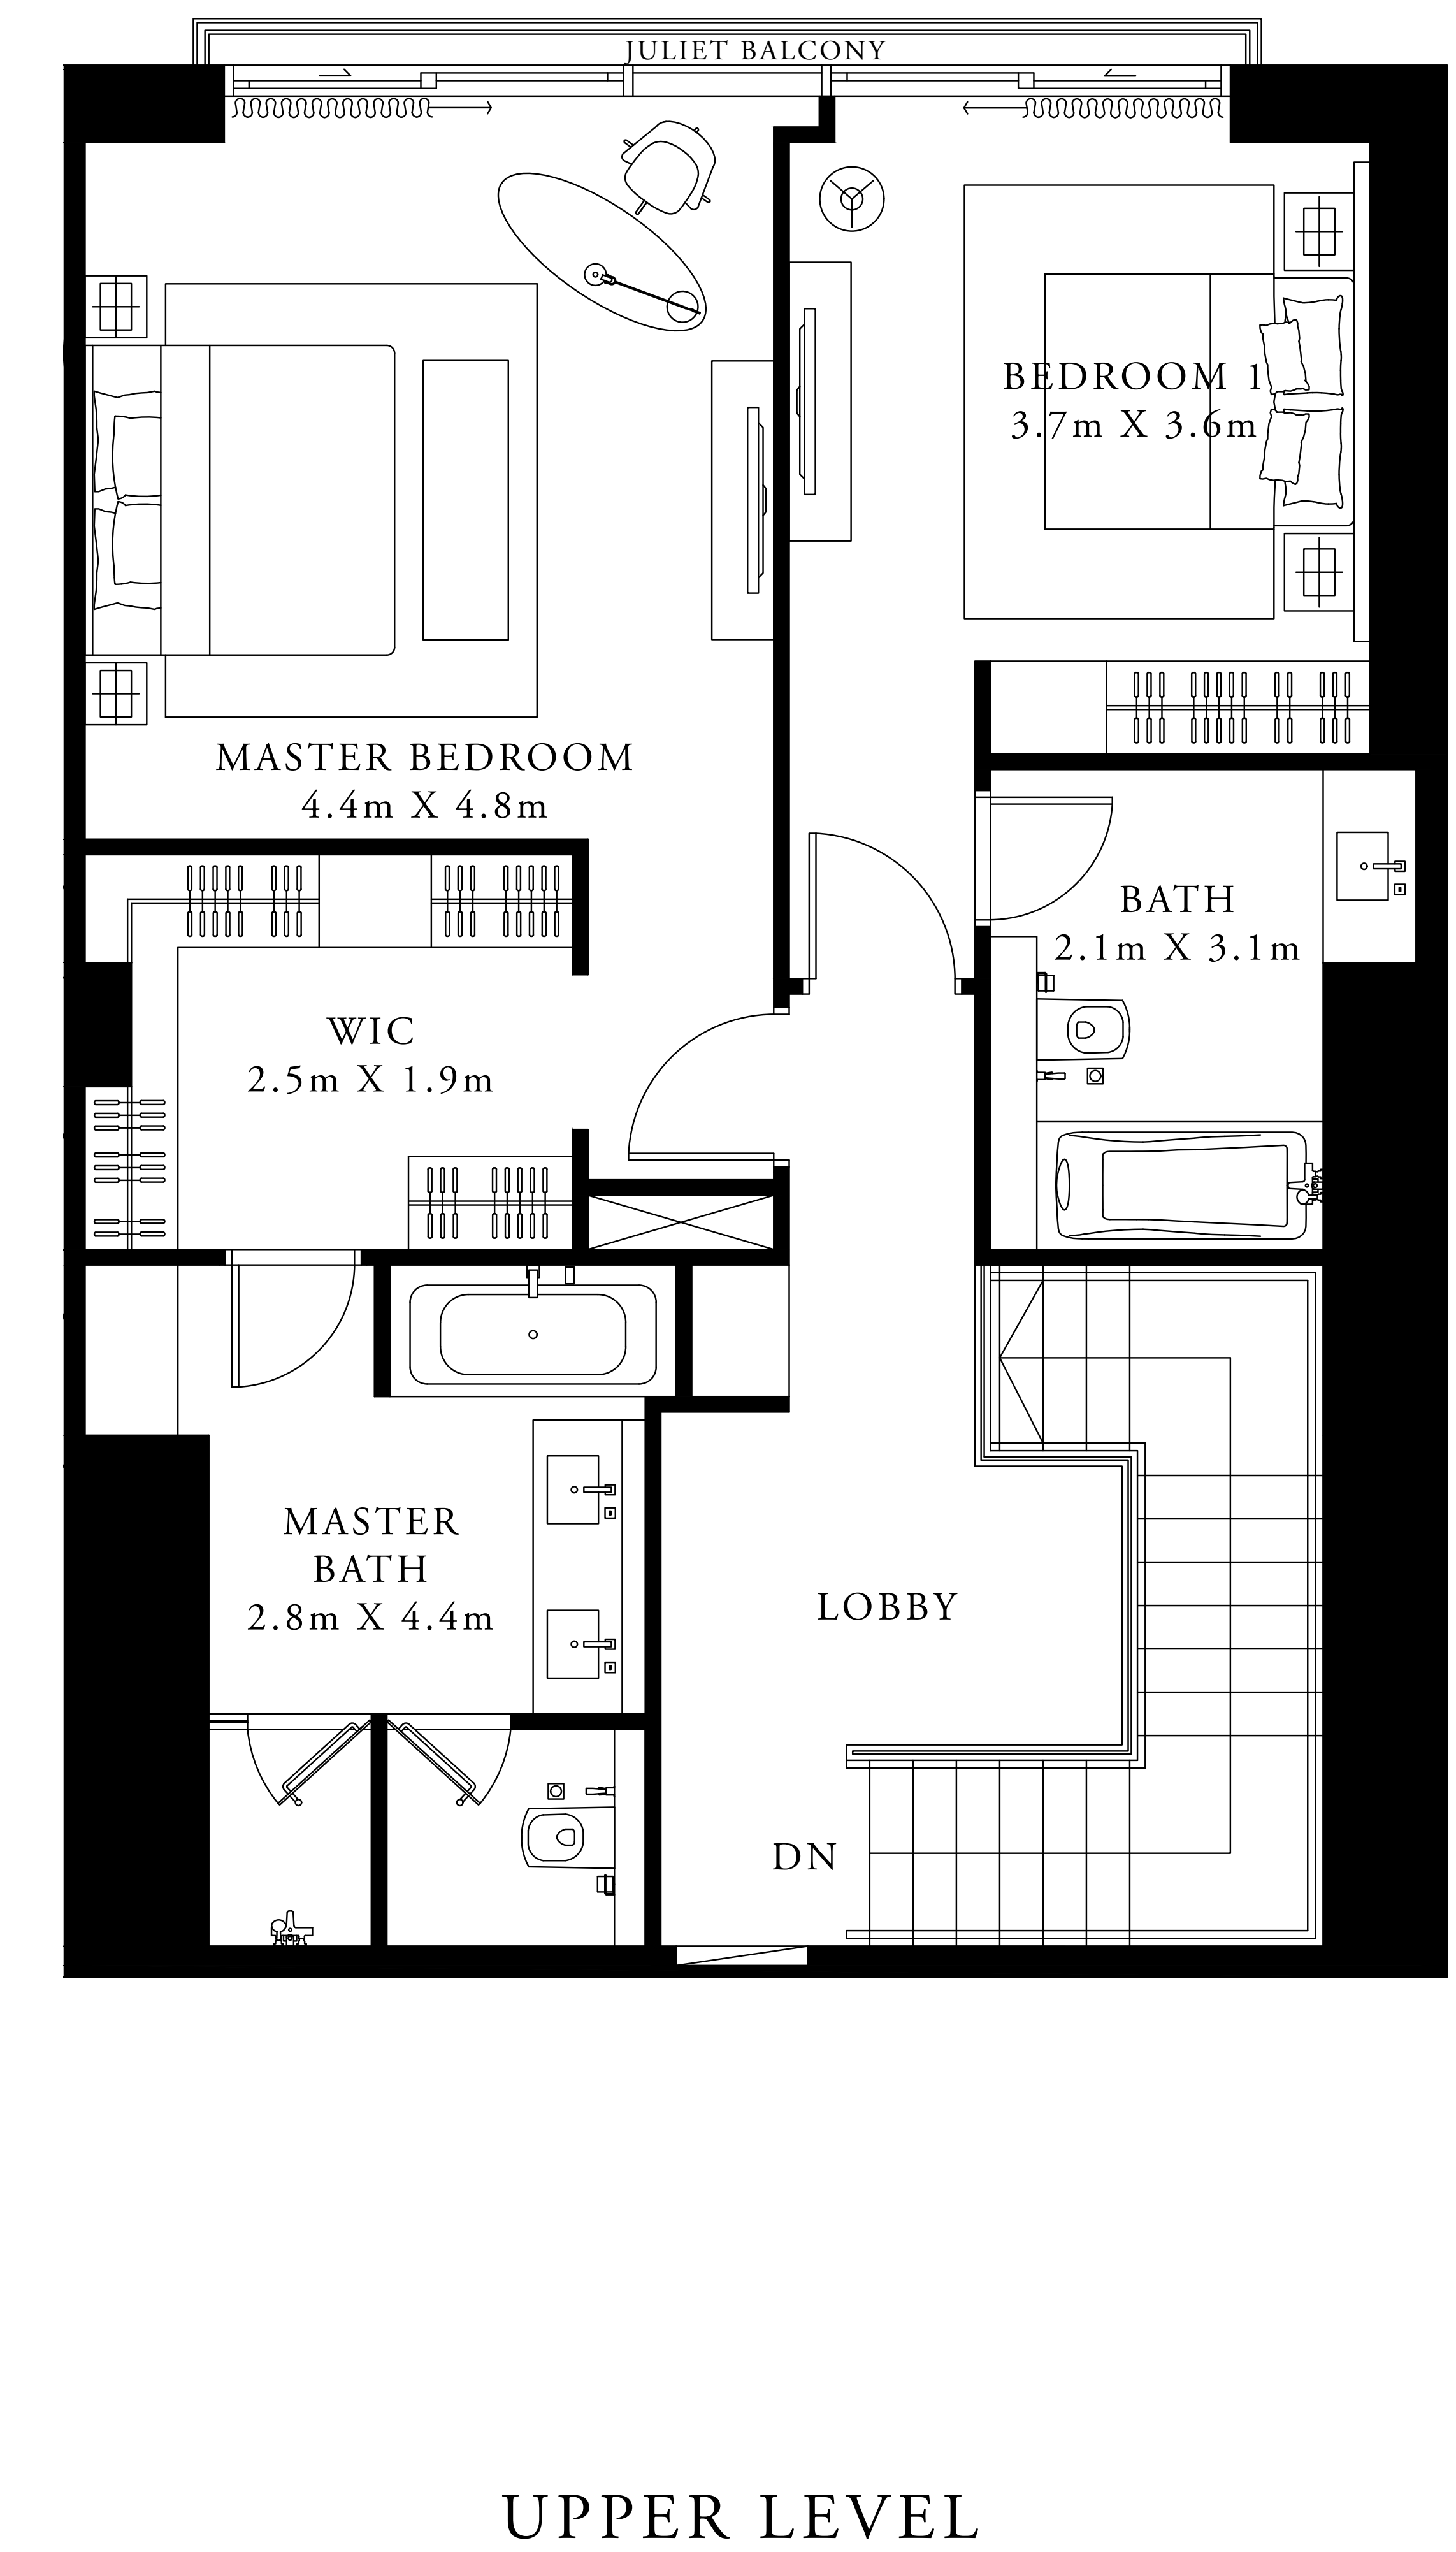 JULIET BALCONY
BEDROOM 1
3.7m X 3.6m
MASTER BEDROOM
4.4m X 4.8m
BATH
2.1m X 3.1m
WIC
2.5m X 1.9m
MASTER
BATH
2.8m X 4.4m
LOBBY
DN
UPPER LEVEL